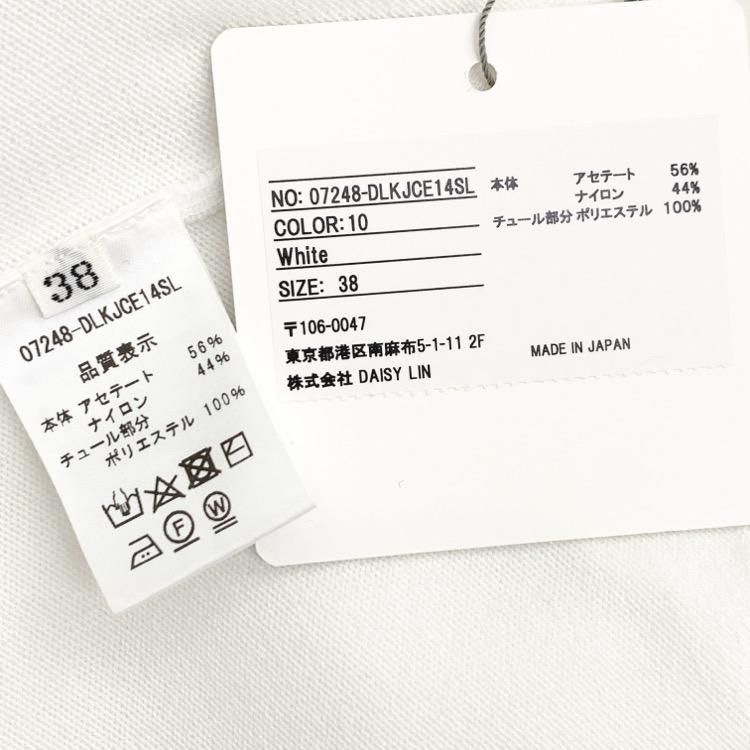 38
07248-DLKJCE14SL
品質表示
本体 アセテート 56%
ナイロン 44%
チュール部分
ポリエステル 100%
F W
NO: 07248-DLKJCE14SL
COLOR:10
White
SIZE: 38
本体 アセテート 56%
ナイロン 44%
チュール部分 ポリエステル 100%
〒106-0047
東京都港区南麻布5-1-11 2F
株式会社 DAISY LIN
MADE IN JAPAN